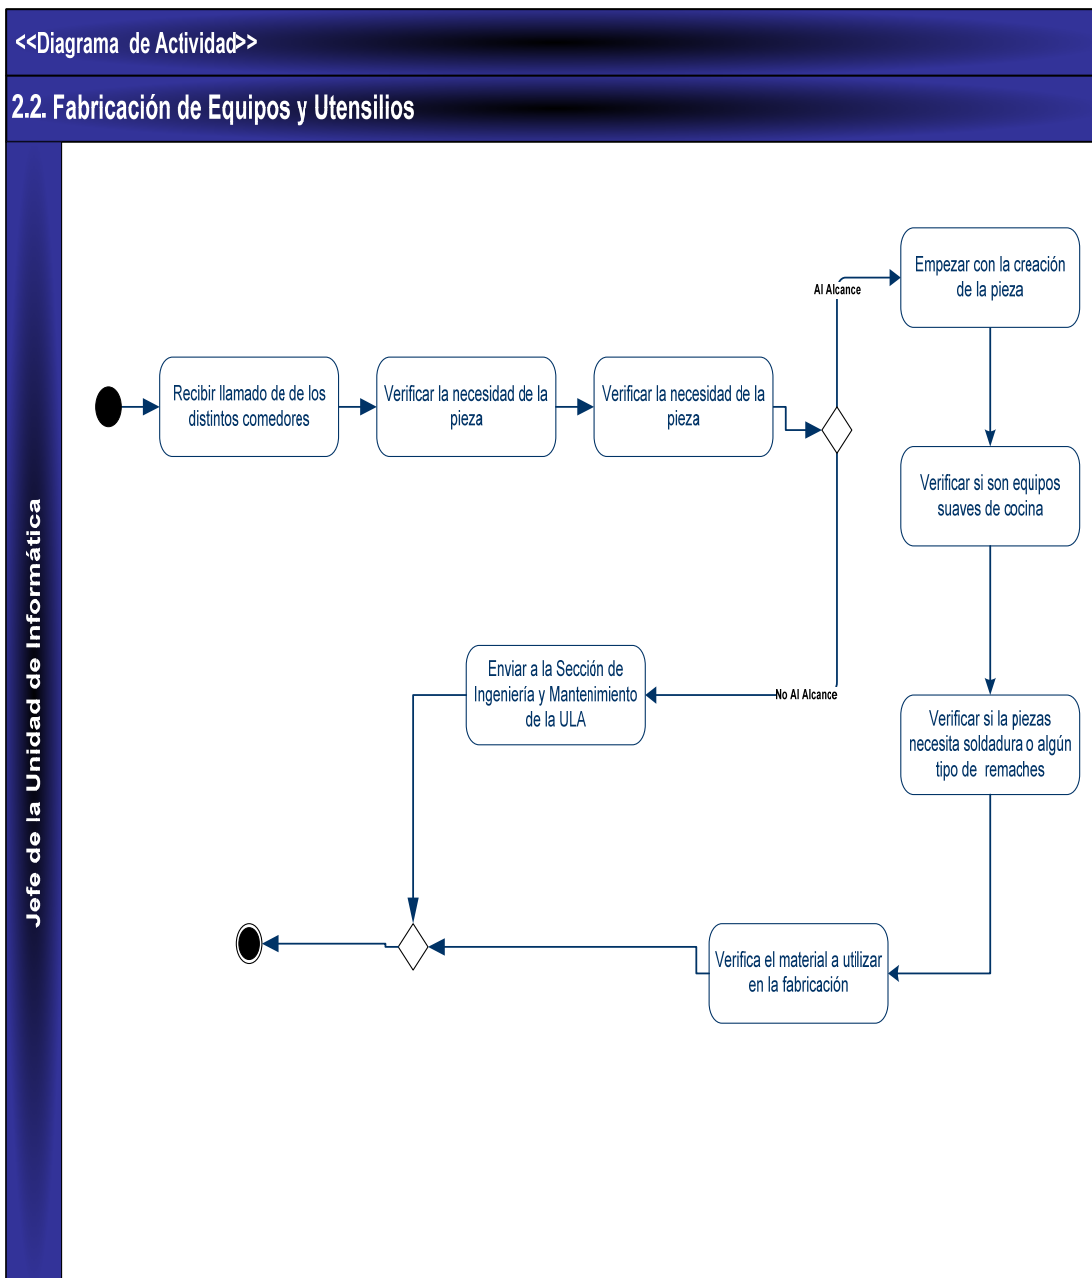 <<Diagrama de Actividad>>
2.2. Fabricación de Equipos y Utensilios
Jefe de la Unidad de Informática
Recibir llamado de de los
distintos comedores
Verificar la necesidad de la
pieza
Verificar la necesidad de la
pieza
Al Alcance
Empezar con la creación
de la pieza
Verificar si son equipos
suaves de cocina
Verificar si la piezas
necesita soldadura o algún
tipo de remaches
No Al Alcance
Enviar a la Sección de
Ingeniería y Mantenimiento
de la ULA
Verifica el material a utilizar
en la fabricación